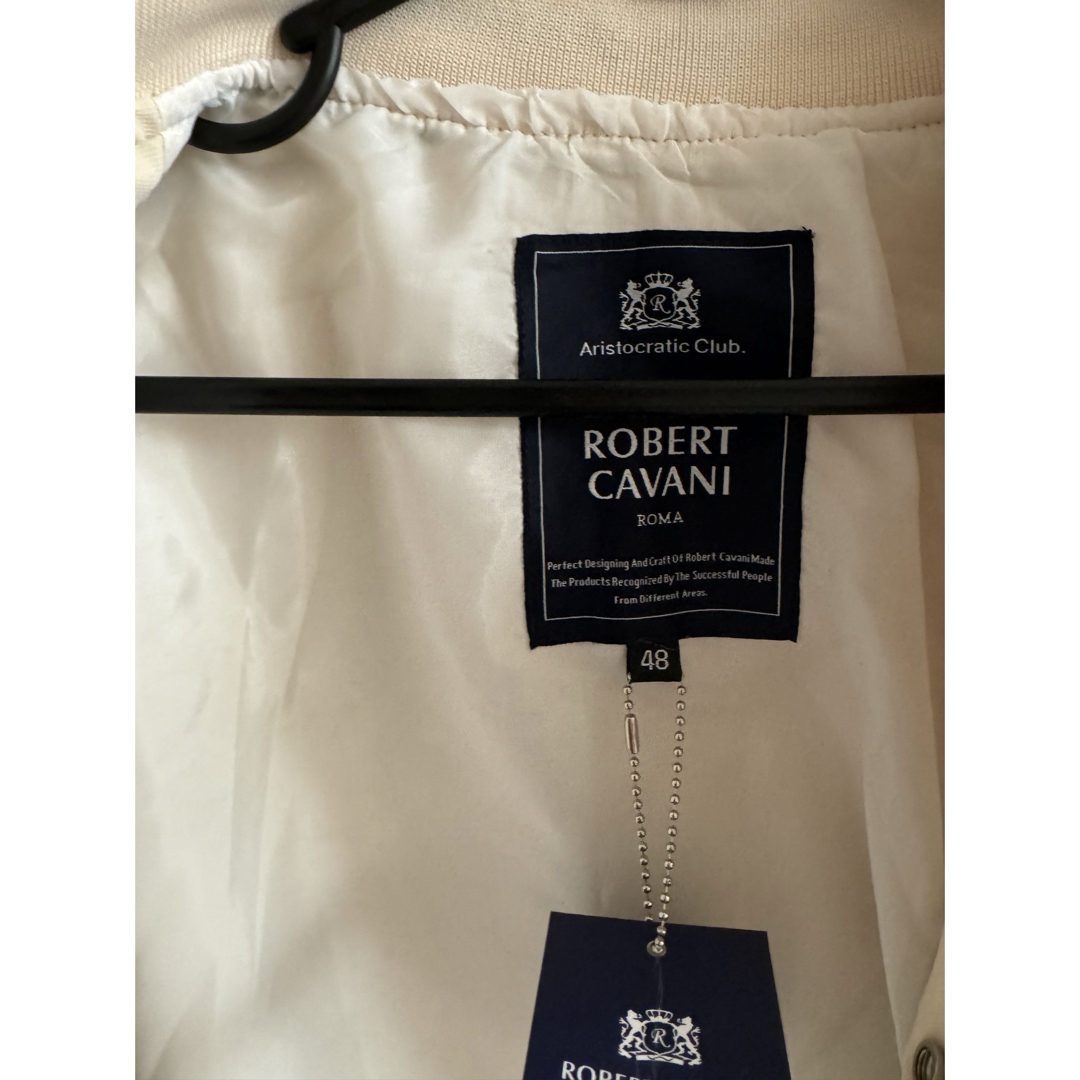 R
Aristocratic Club.
ROBERT
CAVANI
ROMA
Perfect Designing And Craft Of Robert Cavani Made
The Products Recognized By The Successful People
From Different Areas.
48
R